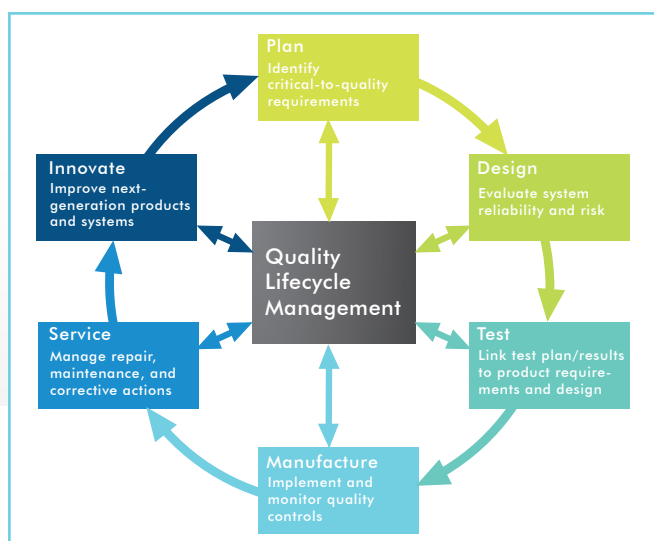 Plan
Identify
critical-to-quality
requirements
Innovate
Improve next-
generation products
and systems
Design
Evaluate system
reliability and risk
Quality
Lifecycle
Management
Service
Manage repair,
maintenance, and
corrective actions
Test
Link test plan/results
to product require-
ments and design
Manufacture
Implement and
monitor quality
controls